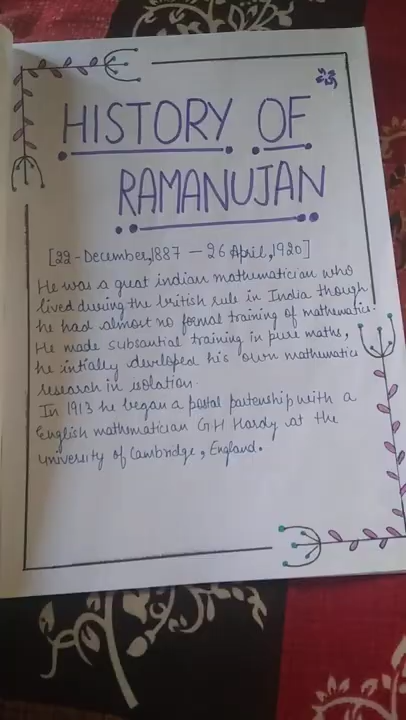 HISTORY OF
RAMANUJAN
[22-December,1887 - 26 April,1920]
He was a great indian mathematician who
lived during the british rule in India though
he had almost no formal training of mathematics.
He made subsantial training in pure maths,
he intially developed his own mathematic
research in isolation.
In 1913 he began a postal partenship with a
English mathematician GH Hardy at the
University of Cambridge, England.